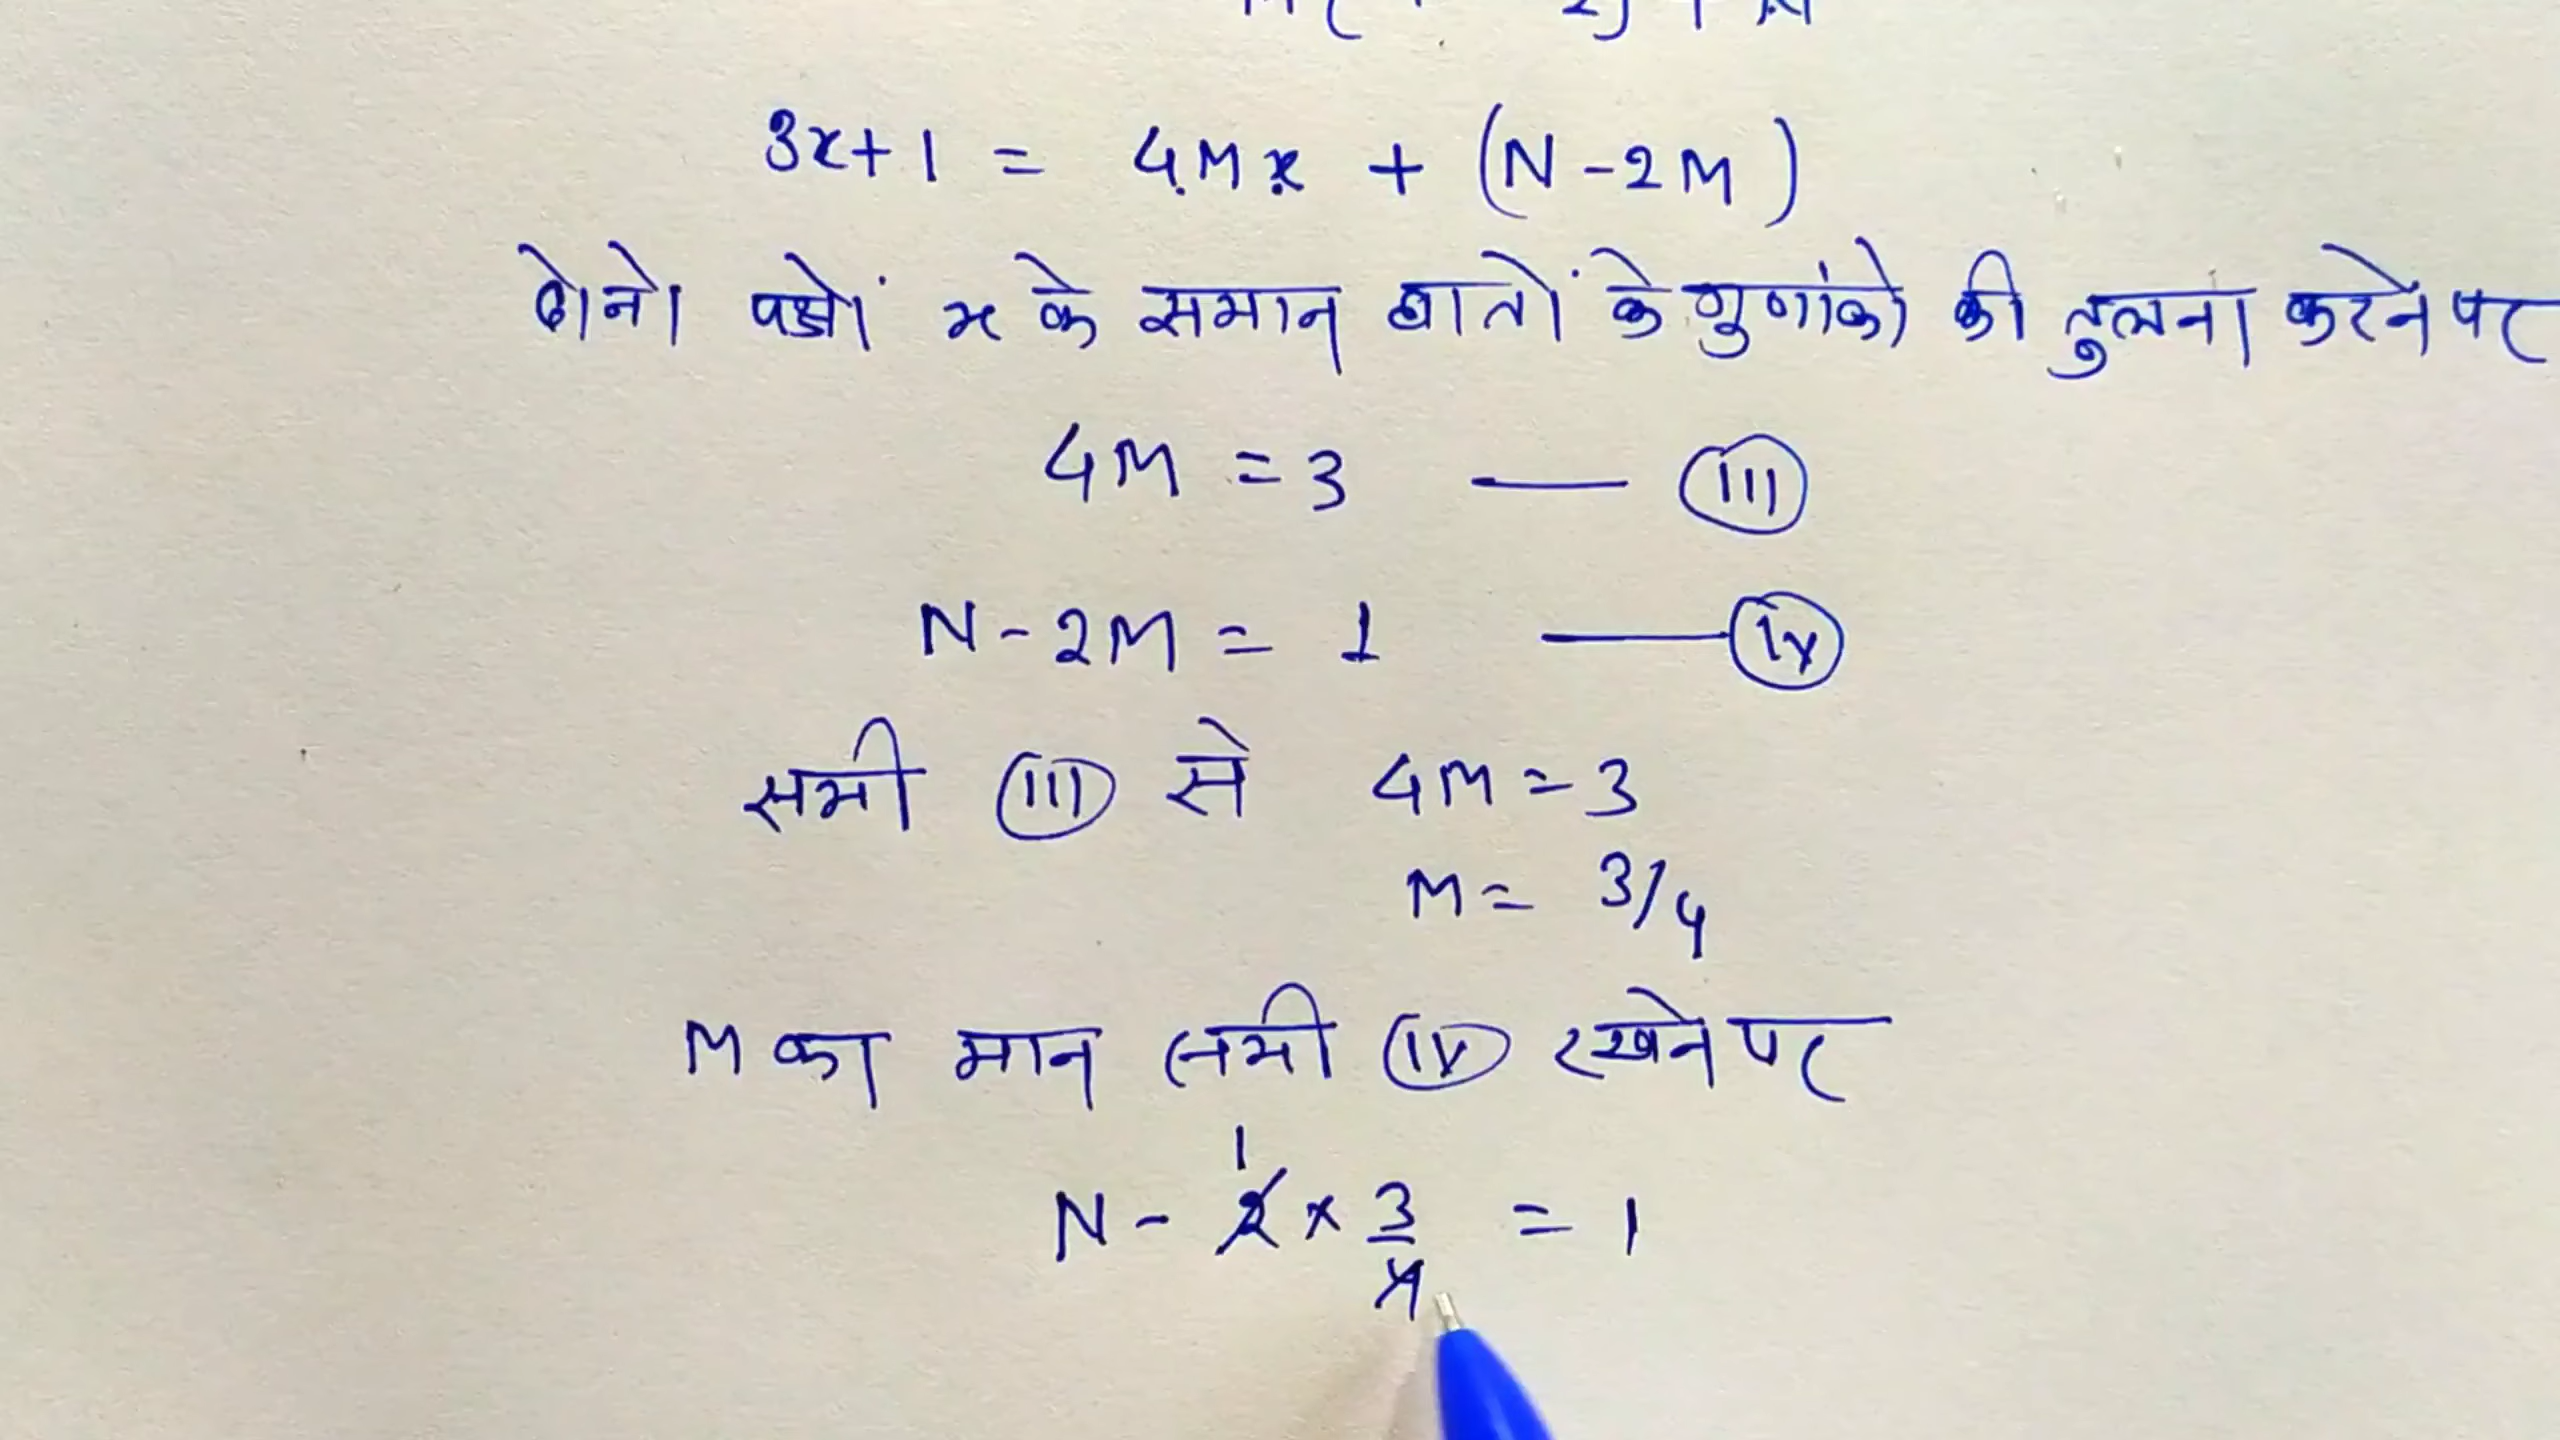 3x+1 = 4Mx + (N-2M)
दोनो पक्षों x के समान घातों के गुणांको की तुलना करने पर
4M = 3 — (III)
N-2M = 1 — (IV)
समी (III) से 4M = 3
M = 3/4
M का मान समी (IV) रखने पर
1
N - 2 × 3/4 = 1